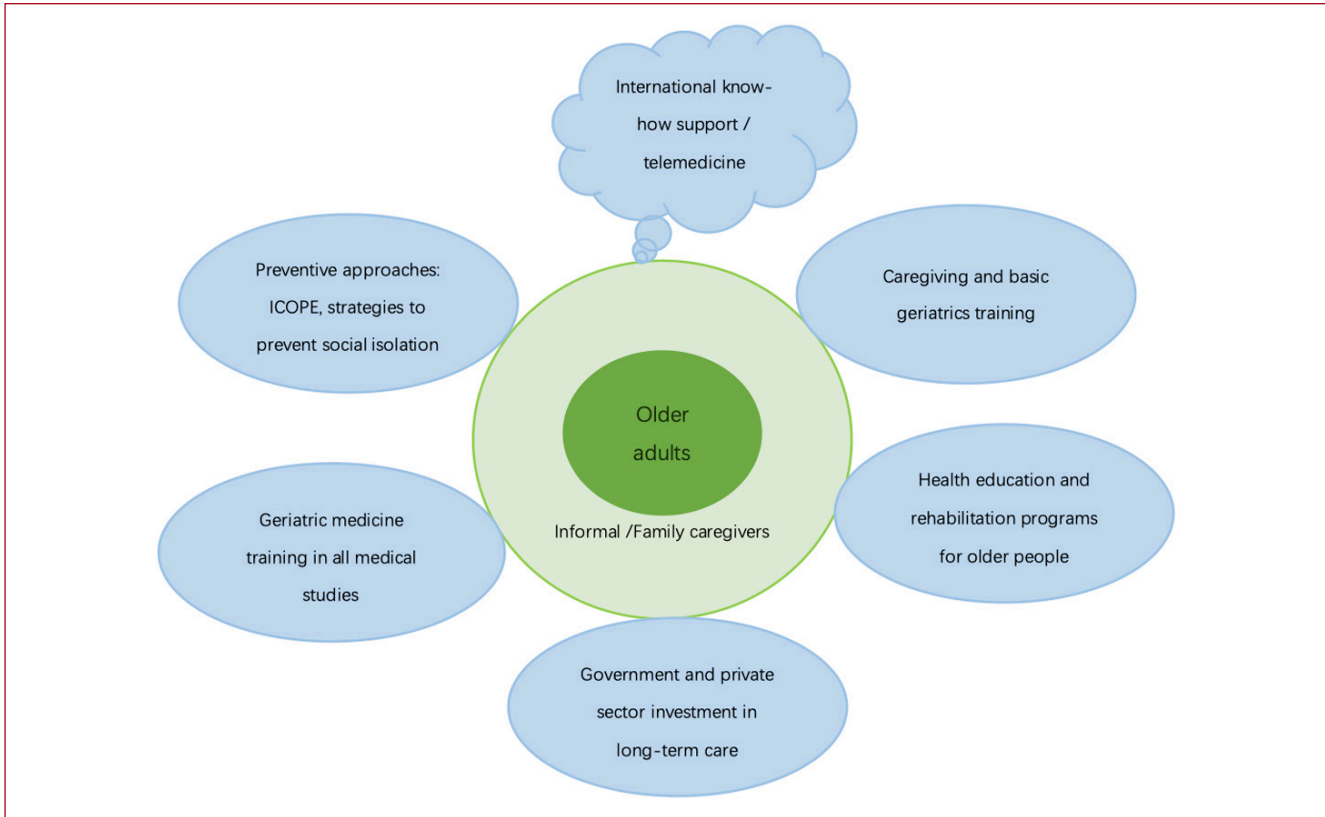 International know-
how support /
telemedicine
Preventive approaches:
ICOPE, strategies to
prevent social isolation
Caregiving and basic
geriatrics training
Older
adults
Informal /Family caregivers
Geriatric medicine
training in all medical
studies
Health education and
rehabilitation programs
for older people
Government and private
sector investment in
long-term care